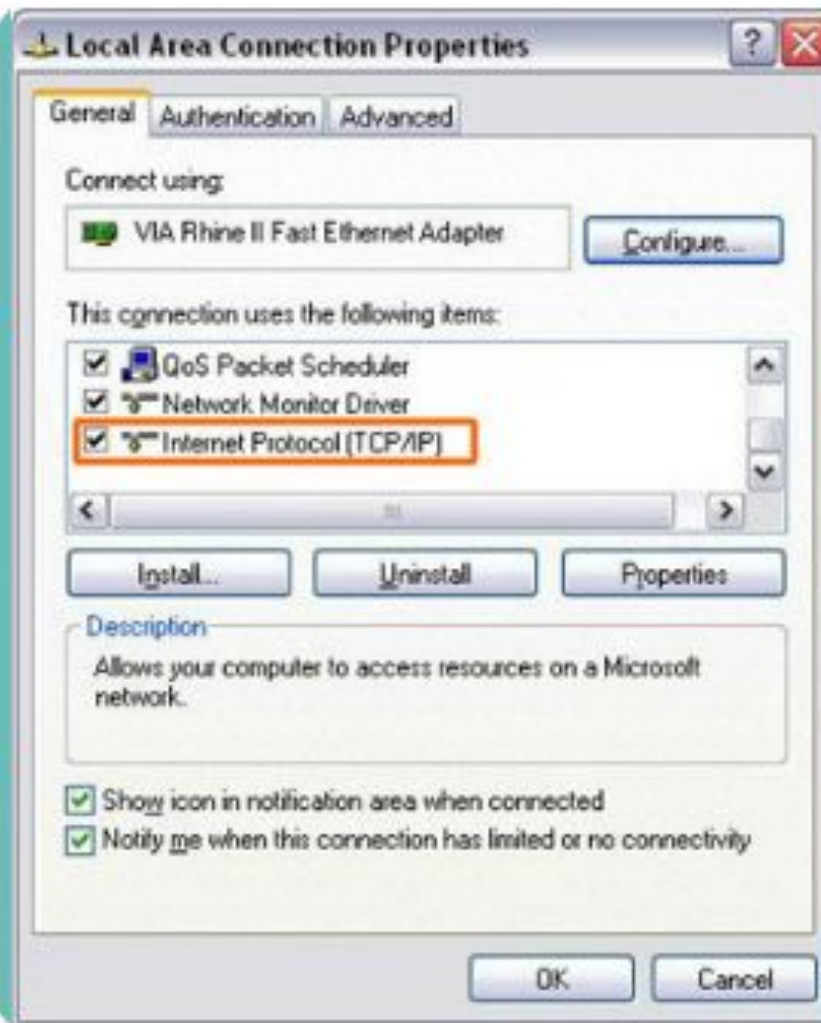 Local Area Connection Properties
General Authentication Advanced
Connect using:
VIA Rhine II Fast Ethernet Adapter Configure...
This connection uses the following items:
QoS Packet Scheduler
Network Monitor Driver
Internet Protocol (TCP/IP)
Install... Uninstall Properties
Description
Allows your computer to access resources on a Microsoft
network.
Show icon in notification area when connected
Notify me when this connection has limited or no connectivity
OK Cancel